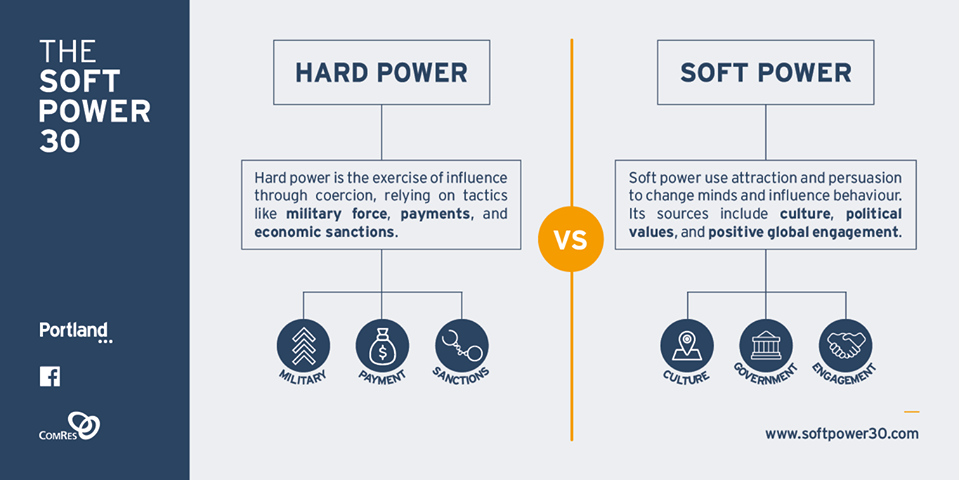 THE
SOFT
POWER
30
Portland
COMRES
HARD POWER
Hard power is the exercise of influence
through coercion, relying on tactics
like military force, payments, and
economic sanctions.
MILITARY
PAYMENT
SANCTIONS
VS
SOFT POWER
Soft power use attraction and persuasion
to change minds and influence behaviour.
Its sources include culture, political
values, and positive global engagement.
CULTURE
GOVERNMENT
ENGAGEMENT
www.softpower30.com